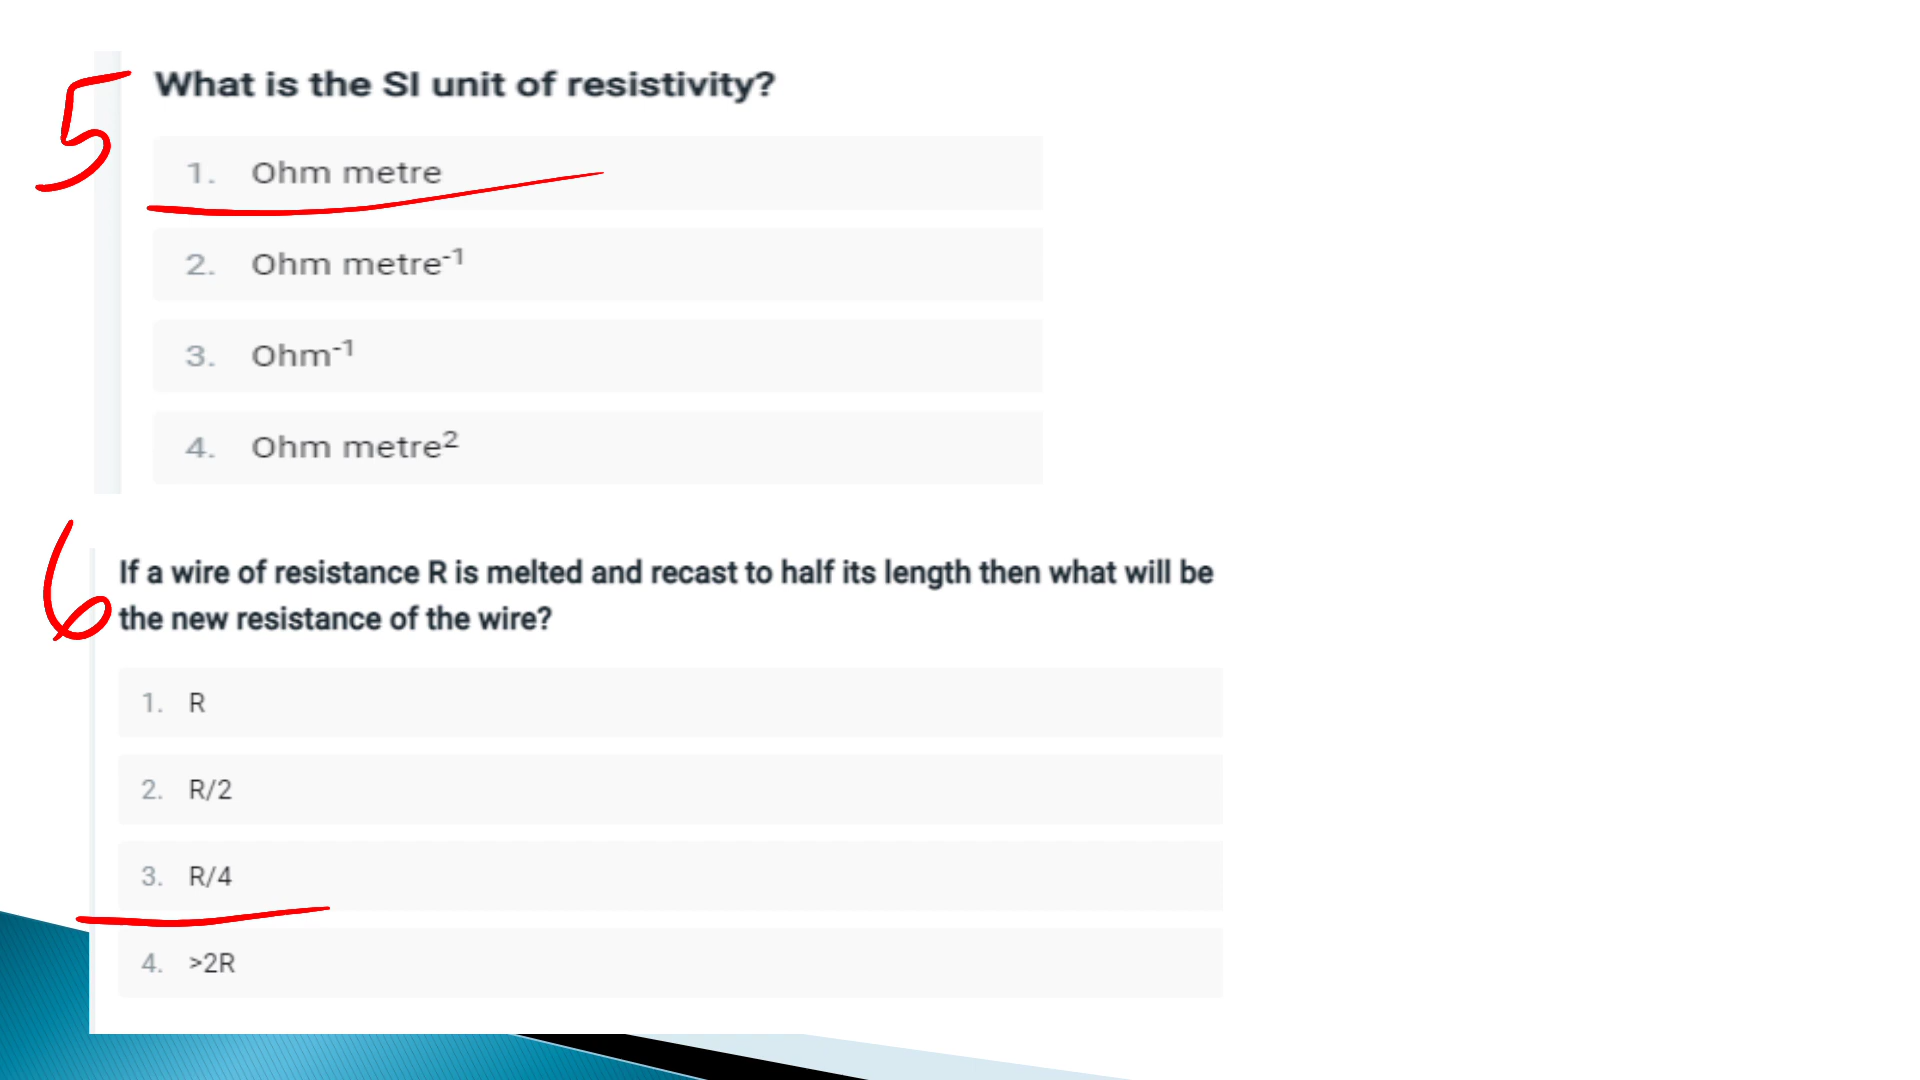 5
What is the SI unit of resistivity?
1. Ohm metre
2. Ohm metre⁻¹
3. Ohm⁻¹
4. Ohm metre²
6
If a wire of resistance R is melted and recast to half its length then what will be
the new resistance of the wire?
1. R
2. R/2
3. R/4
4. >2R